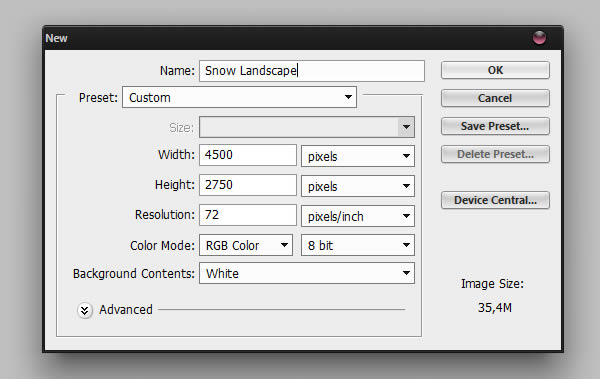 New
Name: Snow Landscape
OK
Preset: Custom
Cancel
Size:
Save Preset...
Width: 4500 pixels
Delete Preset...
Height: 2750 pixels
Device Central...
Resolution: 72 pixels/inch
Color Mode: RGB Color 8 bit
Background Contents: White
Image Size:
35,4M
Advanced